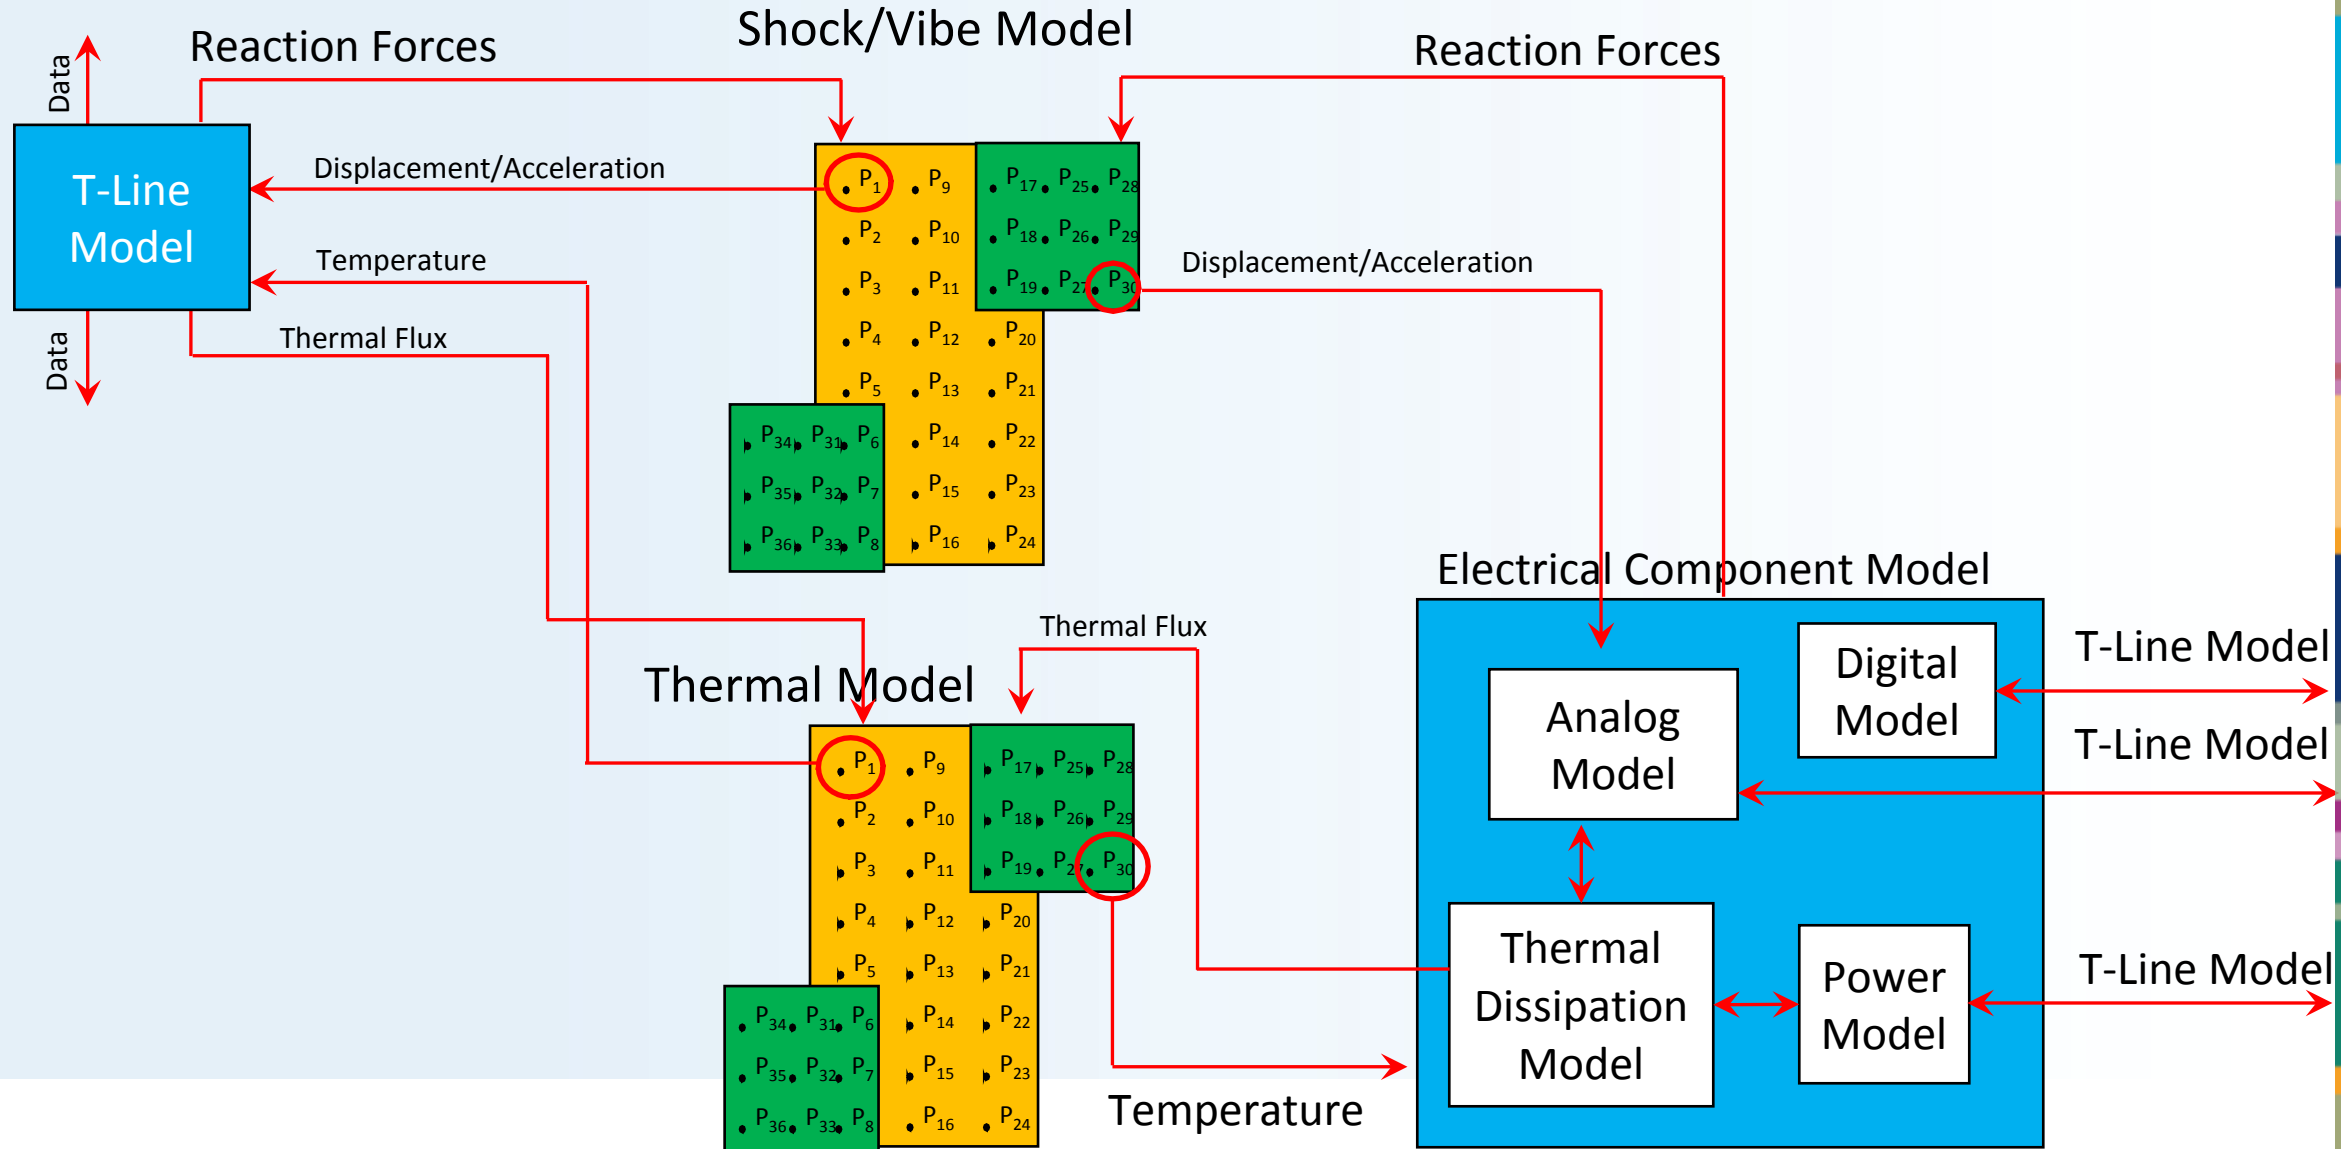 Shock/Vibe Model
Reaction Forces
Reaction Forces
Data
T-Line
Model
Data
Displacement/Acceleration
Temperature
Thermal Flux
P1 P9 P17 P25 P28
P2 P10 P18 P26 P29
P3 P11 P19 P27 P30
P4 P12 P20
P5 P13 P21
P34 P31 P6 P14 P22
P35 P32 P7 P15 P23
P36 P33 P8 P16 P24
Displacement/Acceleration
Electrical Component Model
Thermal Flux
Thermal Model
P1 P9 P17 P25 P28
P2 P10 P18 P26 P29
P3 P11 P19 P27 P30
P4 P12 P20
P5 P13 P21
P34 P31 P6 P14 P22
P35 P32 P7 P15 P23
P36 P33 P8 P16 P24
Temperature
Analog
Model
Digital
Model
Thermal
Dissipation
Model
Power
Model
T-Line Model
T-Line Model
T-Line Model